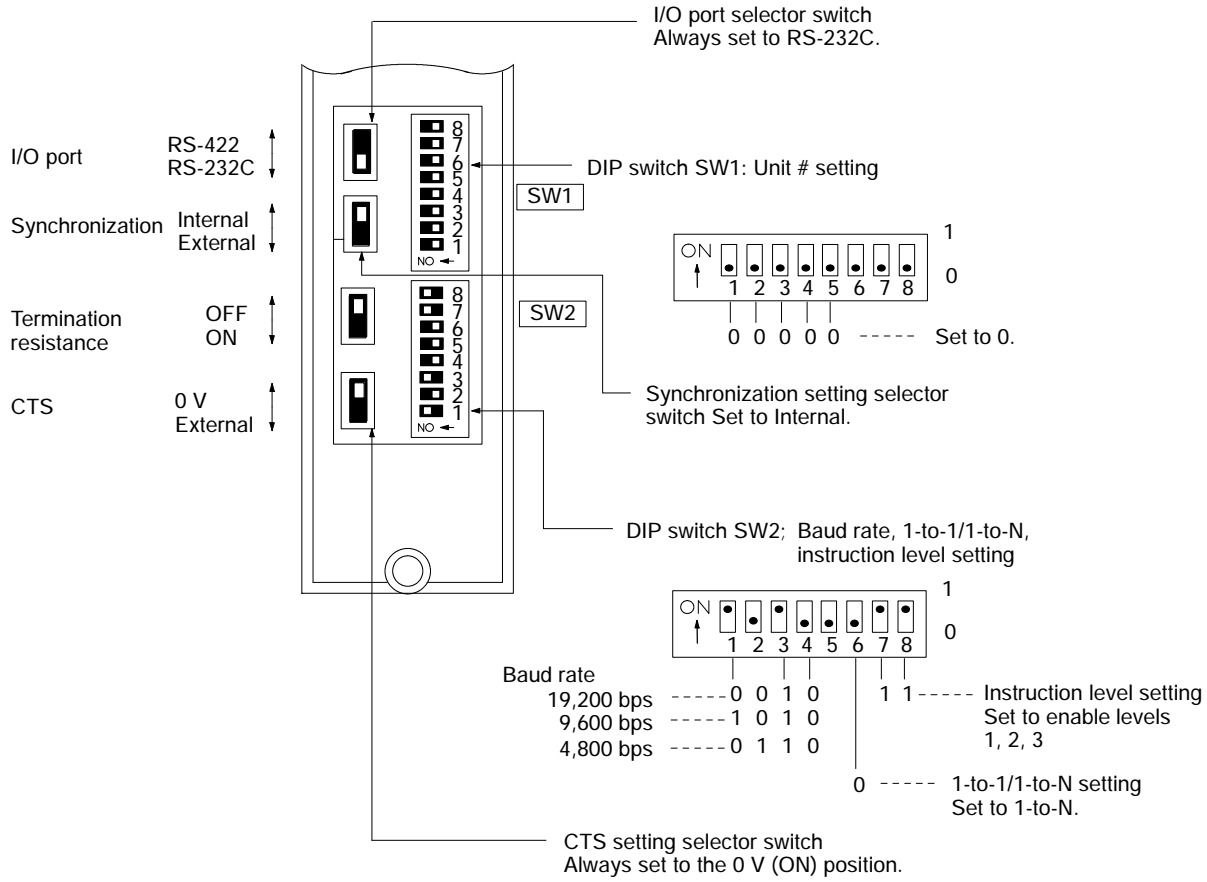 I/O port selector switch
Always set to RS-232C.
I/O port
RS-422
RS-232C
8
7
6
5
4
3
2
1
NO
DIP switch SW1: Unit # setting
SW1
Synchronization
Internal
External
ON
1
0
1 2 3 4 5 6 7 8
0 0 0 0 0 ----- Set to 0.
Termination
resistance
OFF
ON
8
7
6
5
4
3
2
1
NO
SW2
Synchronization setting selector
switch Set to Internal.
CTS
0 V
External
DIP switch SW2; Baud rate, 1-to-1/1-to-N,
instruction level setting
ON
1
0
1 2 3 4 5 6 7 8
Baud rate
19,200 bps ------ 0 0 1 0
9,600 bps ------ 1 0 1 0
4,800 bps ------ 0 1 1 0
1 1 ----- Instruction level setting
Set to enable levels
1, 2, 3
0 ----- 1-to-1/1-to-N setting
Set to 1-to-N.
CTS setting selector switch
Always set to the 0 V (ON) position.